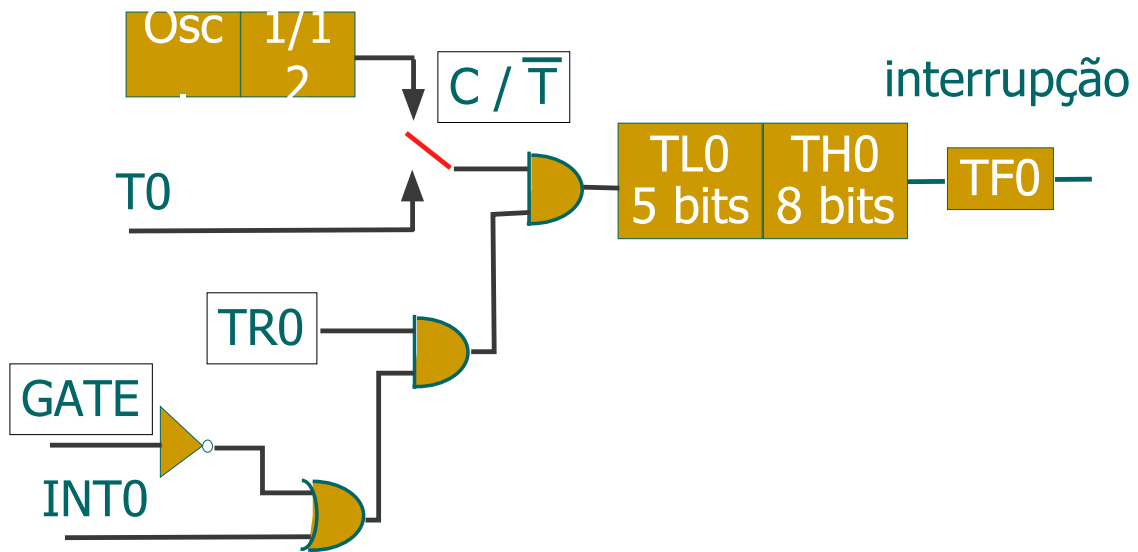 Osc
.
1/1
2
C / T̅
interrupção
T0
TL0
5 bits
TH0
8 bits
TF0
TR0
GATE
INT0